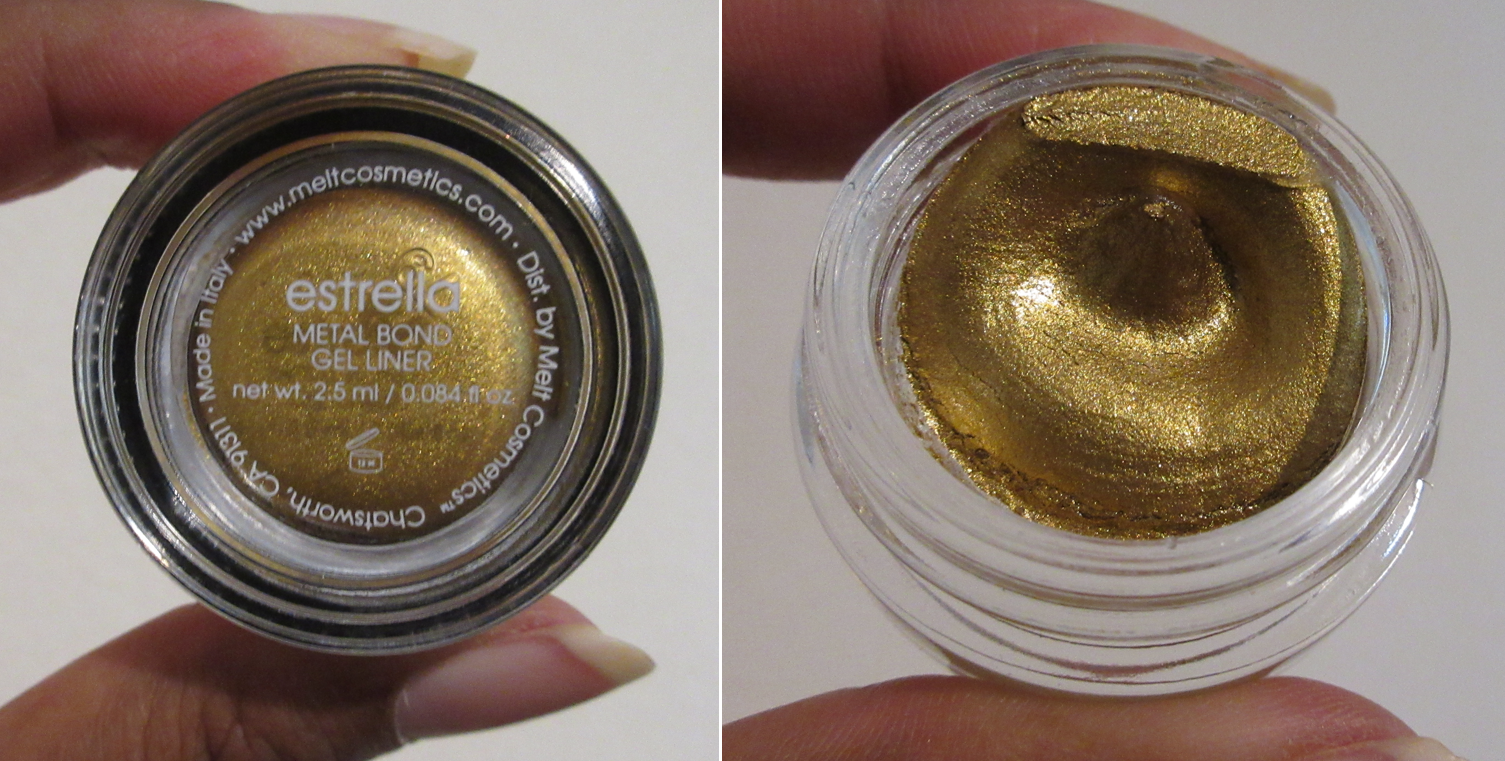 estrella
METAL BOND
GEL LINER
net wt. 2.5 ml / 0.084 fl oz.
Made in Italy · www.meltcosmetics.com · Dist. by Melt Cosmetics™ Chatsworth, CA 91311 ·